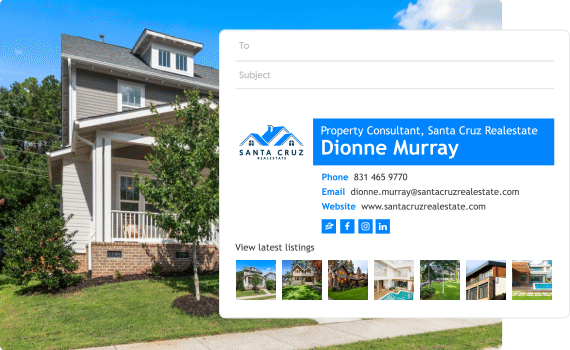 To
Subject
SANTA CRUZ
REALESTATE
Property Consultant, Santa Cruz Realestate
Dionne Murray
Phone 831 465 9770
Email dionne.murray@santacruzrealestate.com
Website www.santacruzrealestate.com
f
in
View latest listings